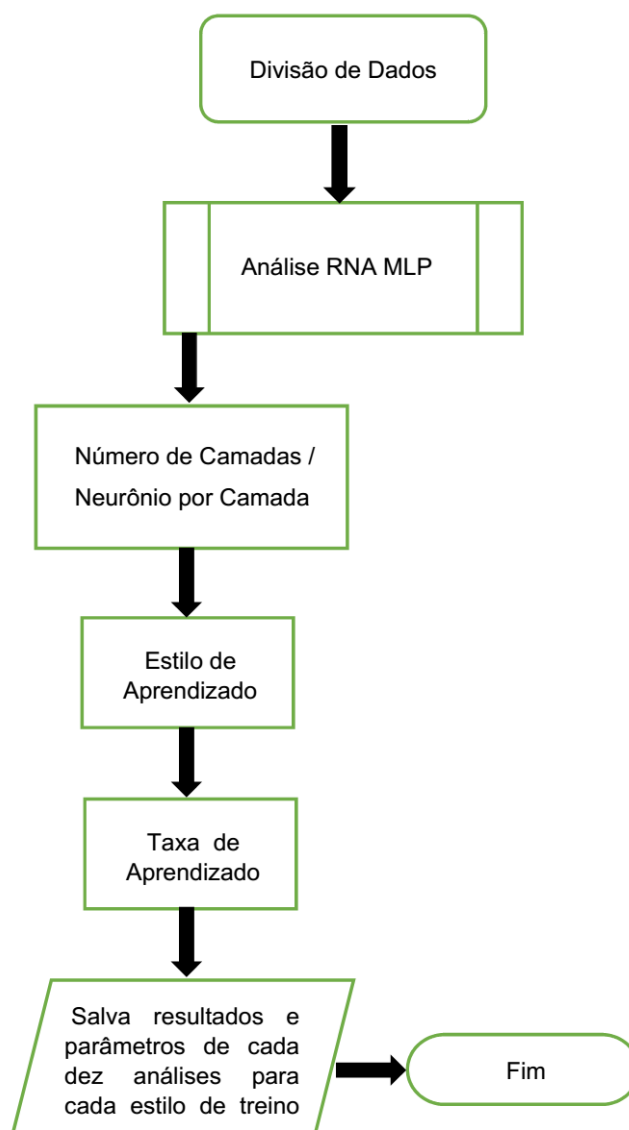 Divisão de Dados
Análise RNA MLP
Número de Camadas /
Neurônio por Camada
Estilo de
Aprendizado
Taxa de
Aprendizado
Salva resultados e
parâmetros de cada
dez análises para
cada estilo de treino
Fim